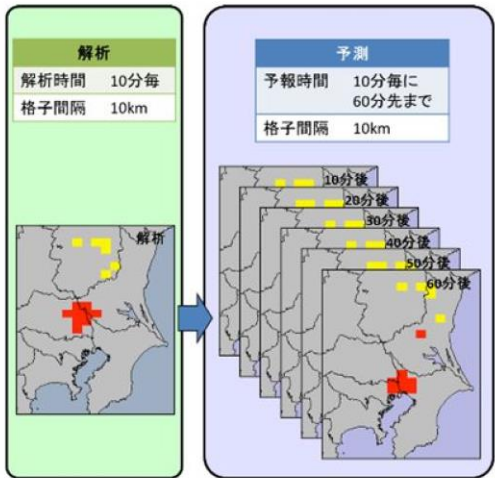 解析
解析時間 10分毎
格子間隔 10km
解析
予測
予報時間 10分毎に
60分先まで
格子間隔 10km
10分後
20分後
30分後
40分後
50分後
60分後